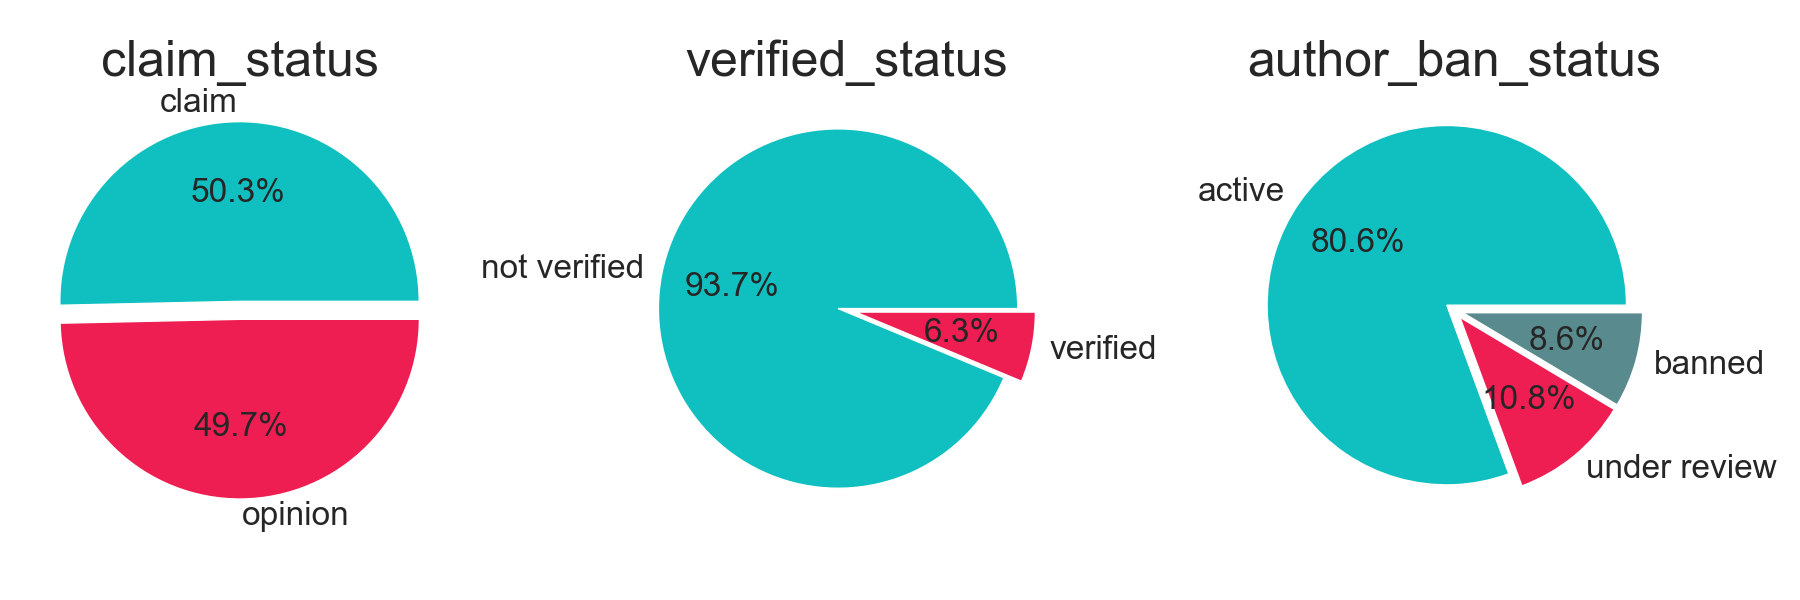 claim_status
claim
50.3%
49.7%
opinion
verified_status
not verified
93.7%
6.3%
verified
author_ban_status
active
80.6%
8.6%
banned
10.8%
under review